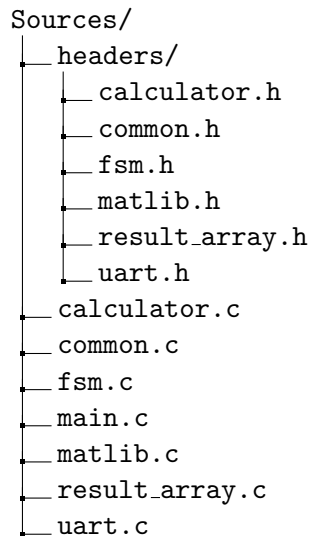 Sources/
headers/
calculator.h
common.h
fsm.h
matlib.h
result_array.h
uart.h
calculator.c
common.c
fsm.c
main.c
matlib.c
result_array.c
uart.c